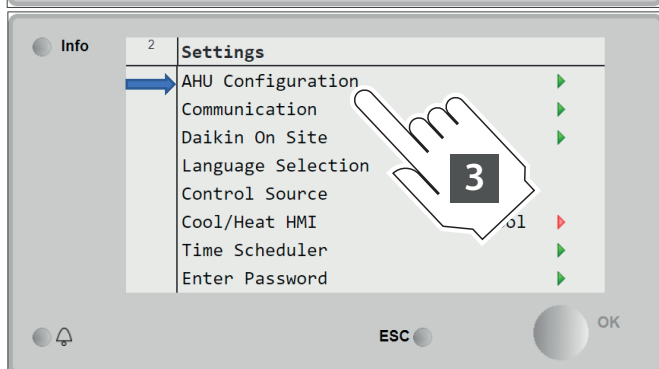 Info
2
Settings
AHU Configuration
Communication
Daikin On Site
Language Selection
Control Source
Cool/Heat HMI
Time Scheduler
Enter Password
3
ESC
OK